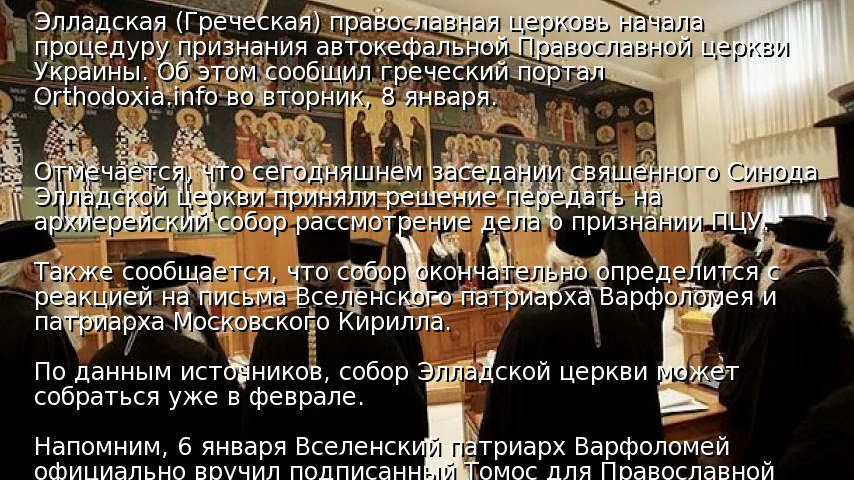 Элладская (Греческая) православная церковь начала
процедуру признания автокефальной Православной церкви
Украины. Об этом сообщил греческий портал
Orthodoxia.info во вторник, 8 января.
Отмечается, что сегодняшнем заседании священного Синода
Элладской церкви приняли решение передать на
архиерейский собор рассмотрение дела о признании ПЦУ.
Также сообщается, что собор окончательно определится с
реакцией на письма Вселенского патриарха Варфоломея и
патриарха Московского Кирилла.
По данным источников, собор Элладской церкви может
собраться уже в феврале.
Напомним, 6 января Вселенский патриарх Варфоломей
официально вручил подписанный Томос для Православной